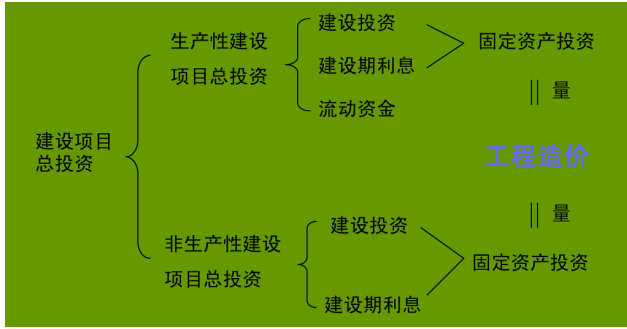 建设项目
总投资
生产性建设
项目总投资
建设投资
建设期利息
流动资金
固定资产投资
量
工程造价
量
非生产性建设
项目总投资
建设投资
建设期利息
固定资产投资